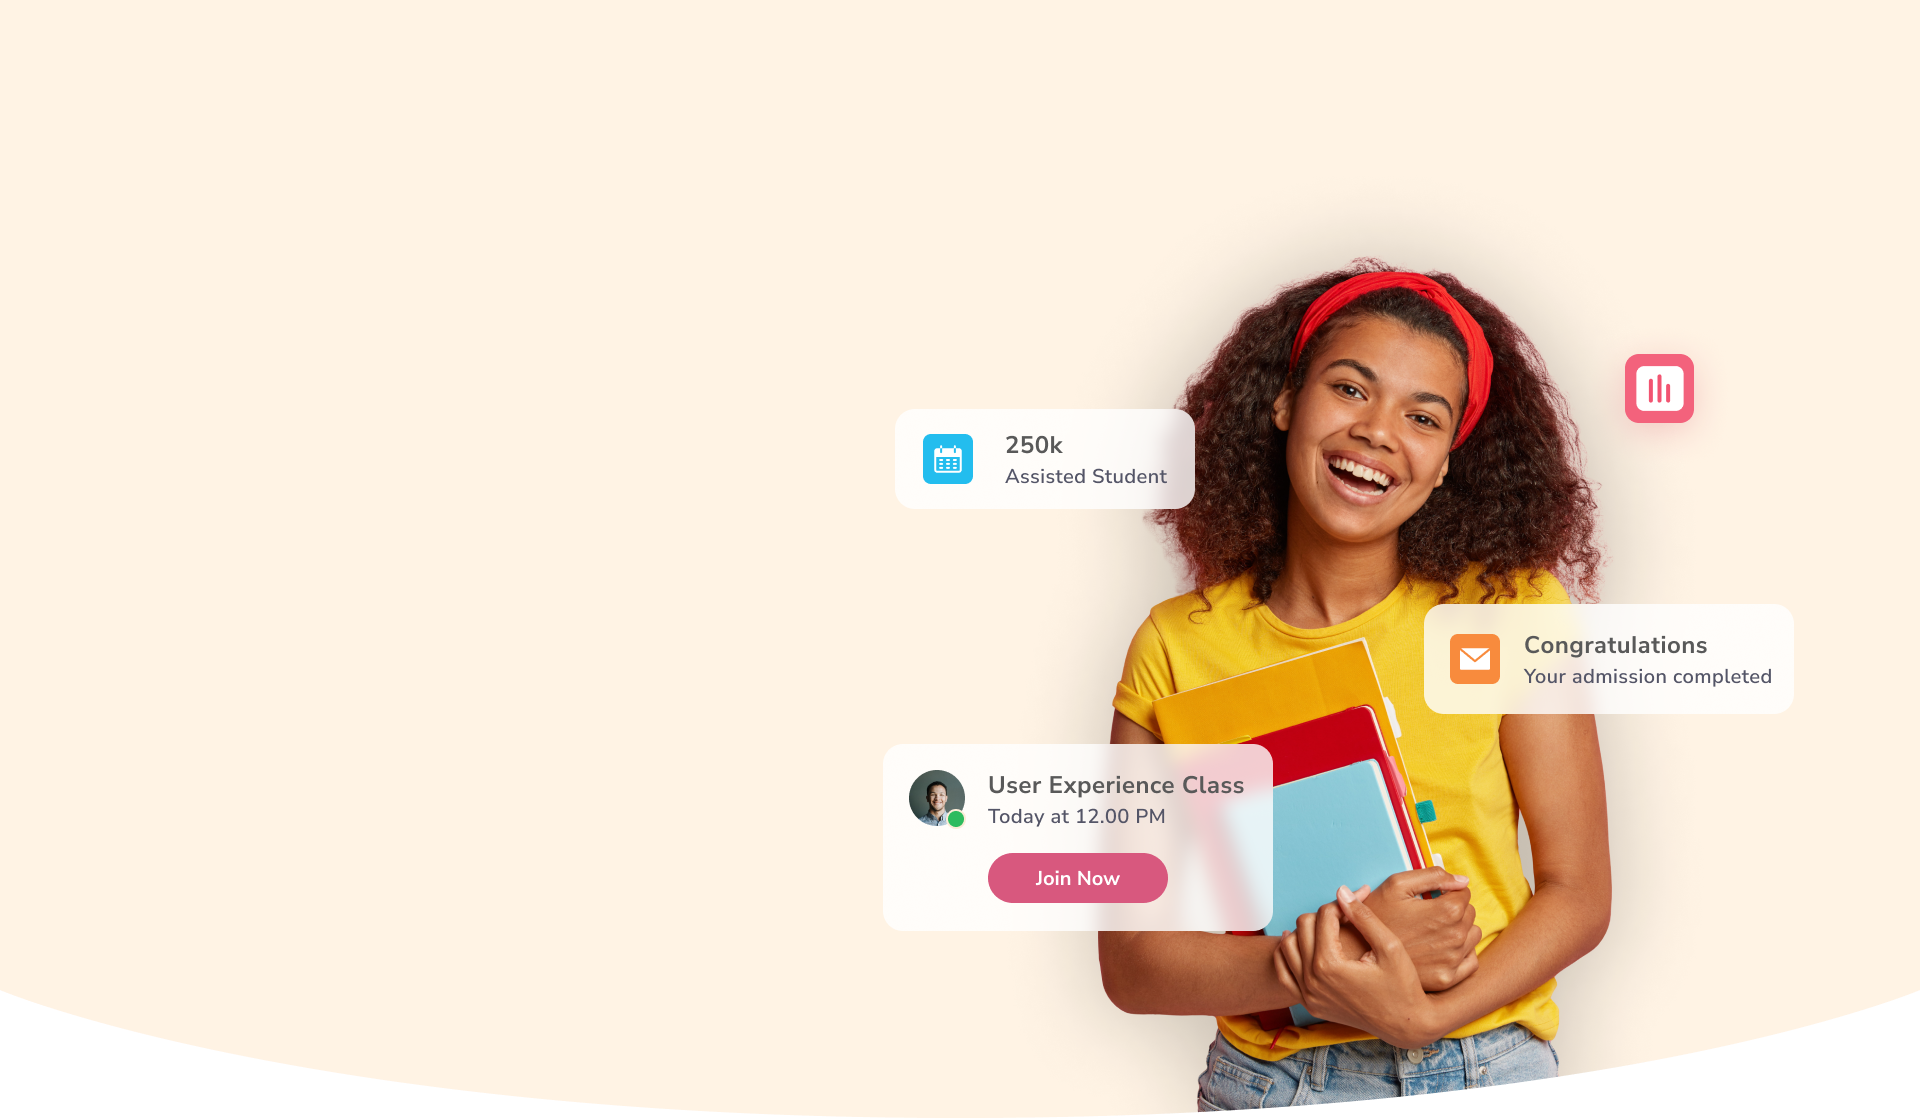 250k
Assisted Student
Congratulations
Your admission completed
User Experience Class
Today at 12.00 PM
Join Now